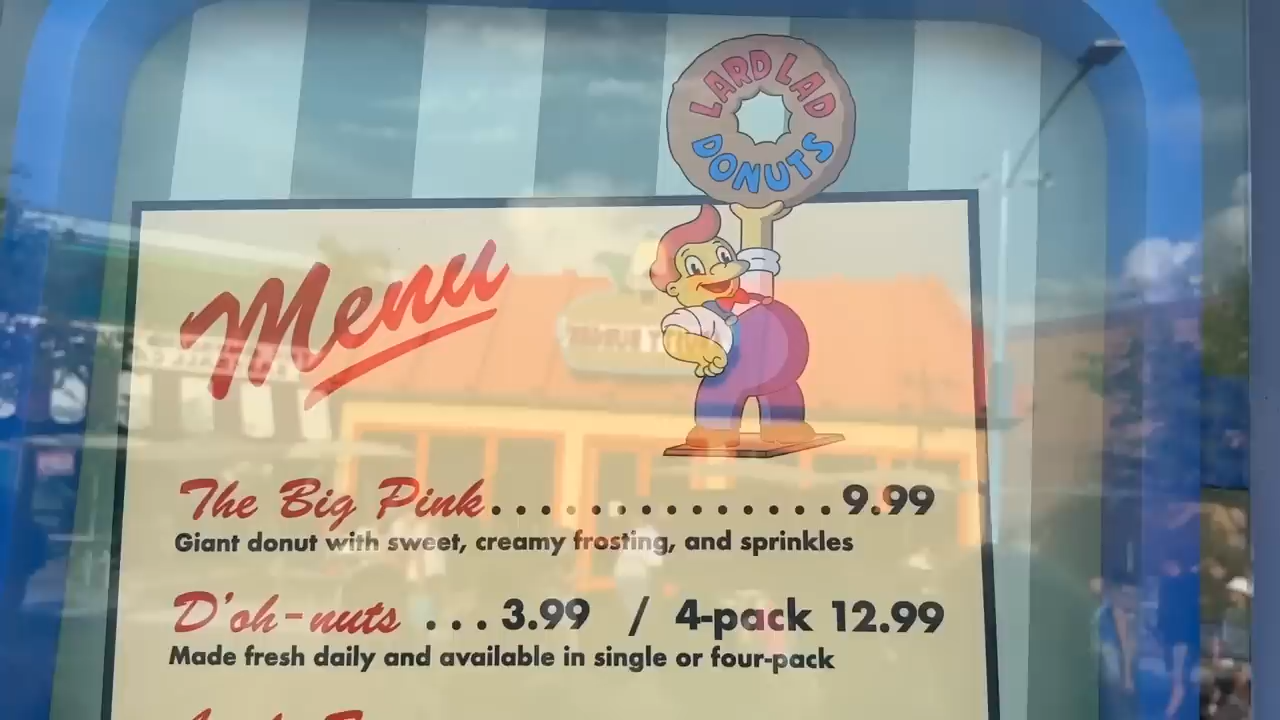 LARD LAD
DONUTS
Menu
The Big Pink..............9.99
Giant donut with sweet, creamy frosting, and sprinkles
D'oh-nuts ...3.99 / 4-pack 12.99
Made fresh daily and available in single or four-pack